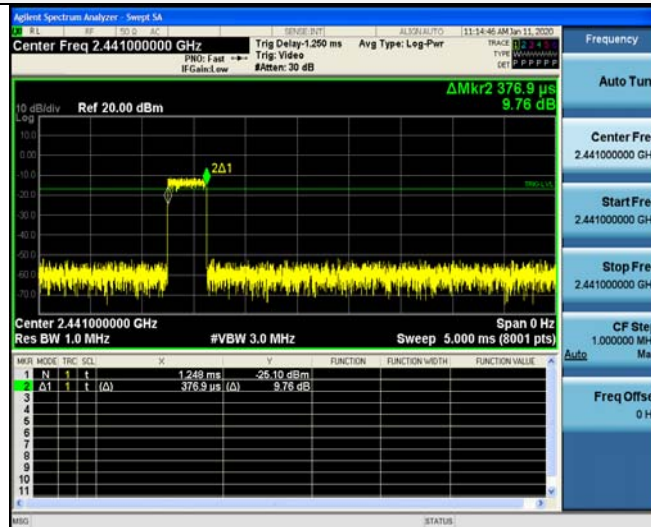 Agilent Spectrum Analyzer - Swept SA
RL RF 50 Ω AC SENSE:INT ALIGNAUTO 11:14:46 AM Jan 11, 2020
Center Freq 2.441000000 GHz
PNO: Fast
IFGain:Low
Trig Delay-1.250 ms
Trig: Video
#Atten: 30 dB
Avg Type: Log-Pwr
TRACE 1 2 3 4 5 6
TYPE
DET P P P P P P
ΔMkr2 376.9 µs
9.76 dB
10 dB/div
Log
Ref 20.00 dBm
10.0
0.00
-10.0
-20.0
-30.0
-40.0
-50.0
-60.0
-70.0
2Δ1
TRIG LVL
Center 2.441000000 GHz
Span 0 Hz
Res BW 1.0 MHz
#VBW 3.0 MHz
Sweep 5.000 ms (8001 pts)
MKR MODE TRC SCL X Y FUNCTION FUNCTION WIDTH FUNCTION VALUE
1 N 1 t 1.248 ms -25.10 dBm
2 Δ1 1 t (Δ) 376.9 µs (Δ) 9.76 dB
3
4
5
6
7
8
9
10
11
MSG
STATUS
Frequency
Auto Tun
Center Fre
2.441000000 GH
Start Fre
2.441000000 GH
Stop Fre
2.441000000 GH
CF Ste
1.000000 MH
Auto Ma
Freq Offse
0 H